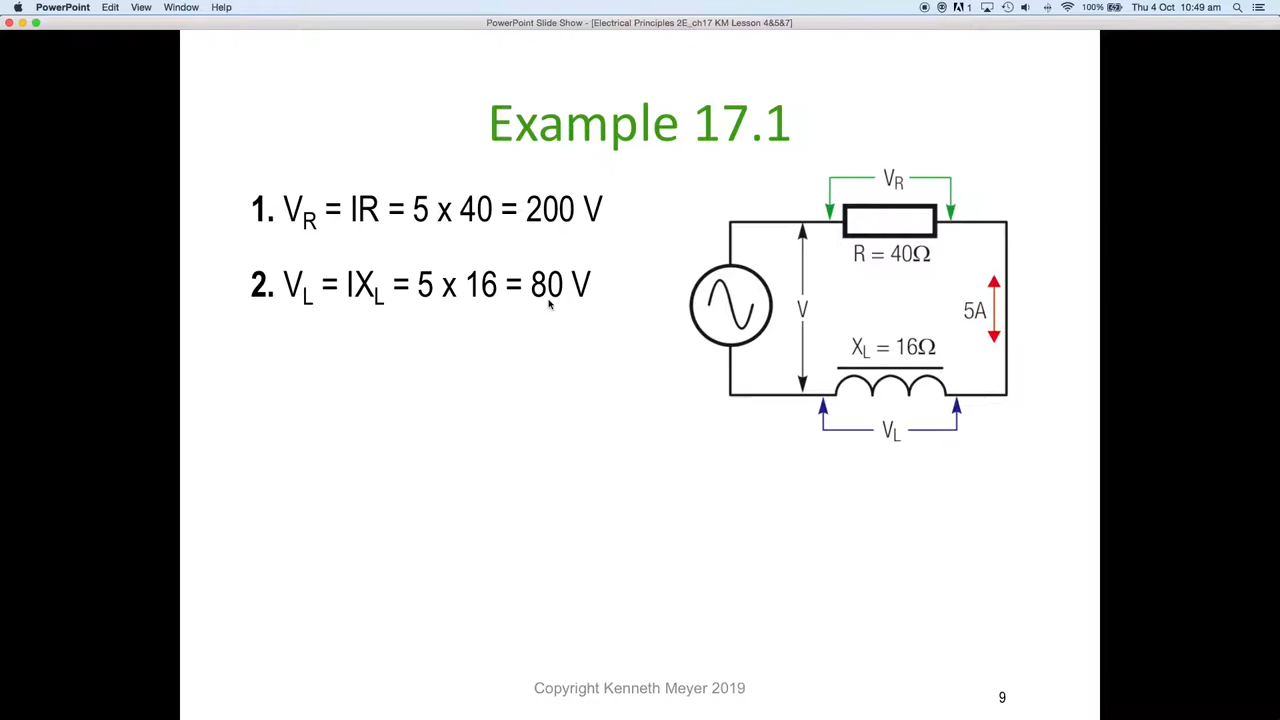 PowerPoint Edit View Window Help
1 100% Thu 4 Oct 10:49 am
PowerPoint Slide Show - [Electrical Principles 2E_ch17 KM Lesson 4&5&7]
Example 17.1
1. VR = IR = 5 x 40 = 200 V
2. VL = IXL = 5 x 16 = 80 V
VR
R = 40Ω
V
5A
XL = 16Ω
VL
Copyright Kenneth Meyer 2019
9